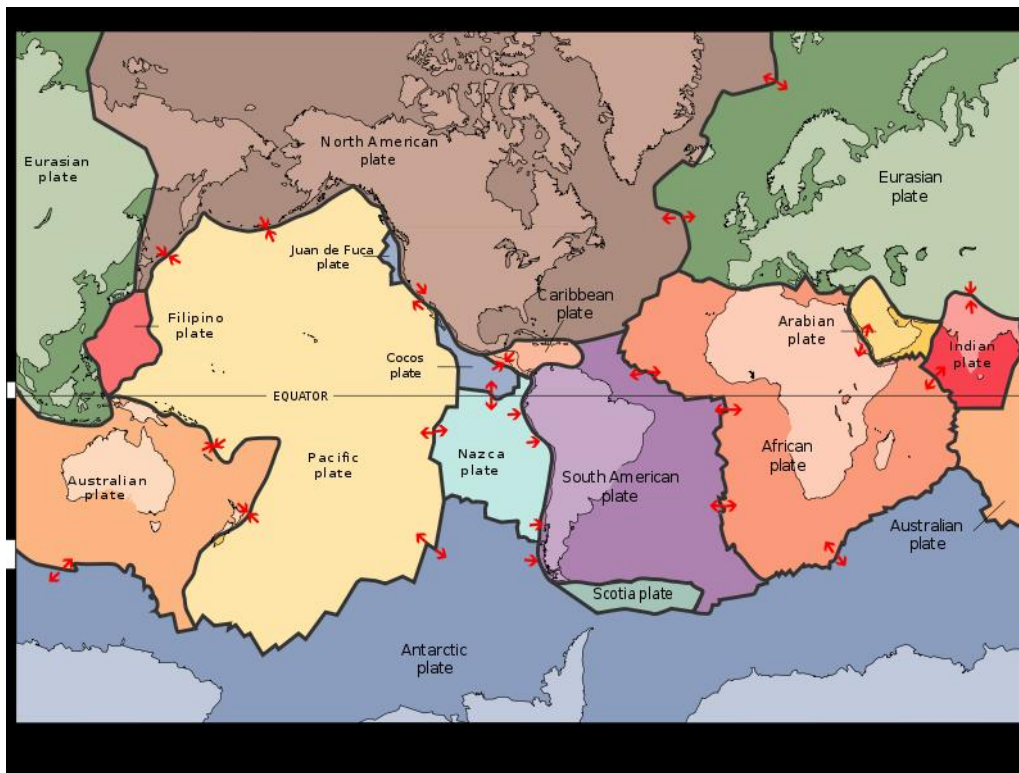 North American
plate
Eurasian
plate
Eurasian
plate
Juan de Fuca
plate
Caribbean
plate
Filipino
plate
Arabian
plate
Indian
plate
Cocos
plate
EQUATOR
Pacific
plate
Nazca
plate
African
plate
South American
plate
Australian
plate
Australian
plate
Scotia plate
Antarctic
plate